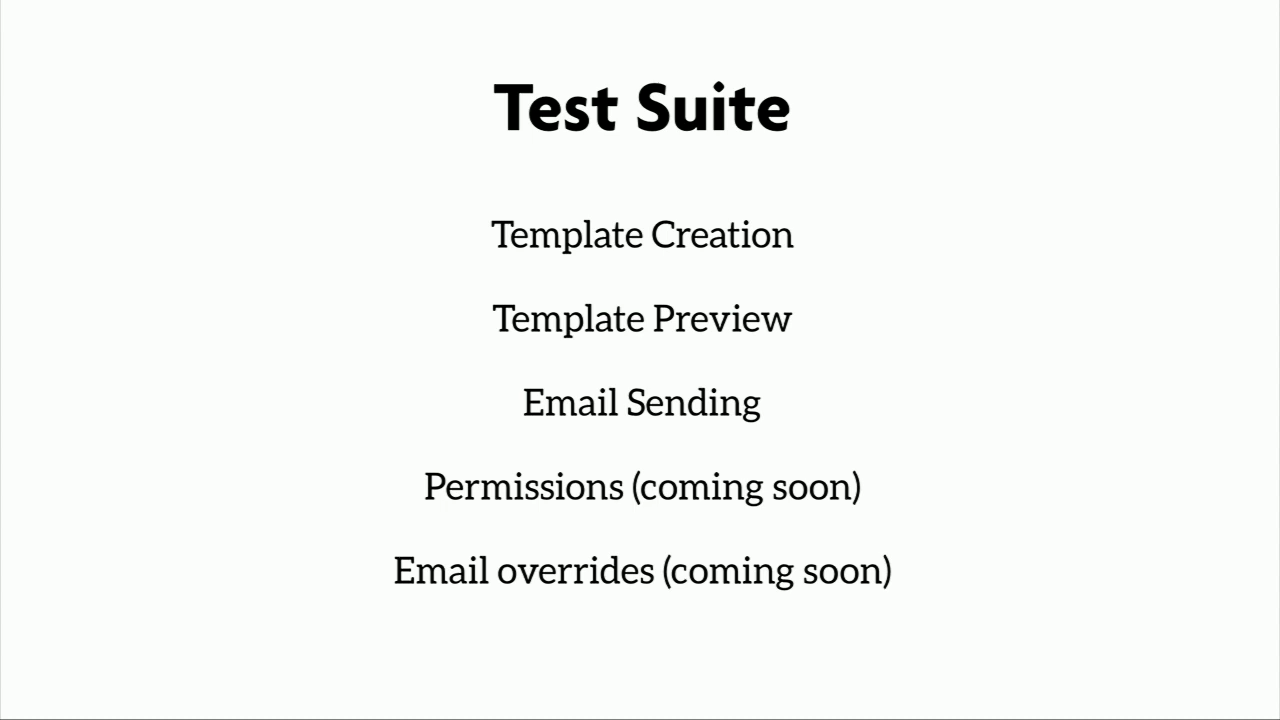 Test Suite
Template Creation
Template Preview
Email Sending
Permissions (coming soon)
Email overrides (coming soon)